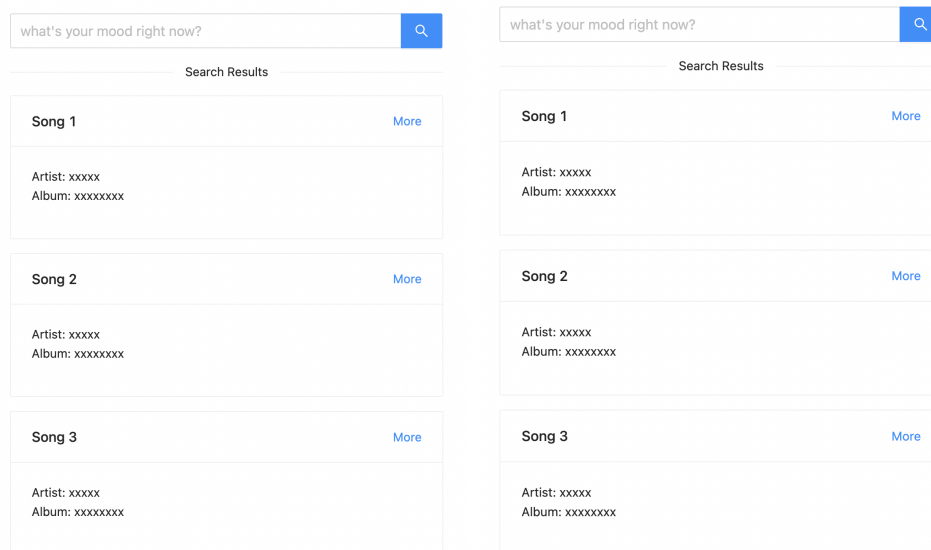 what's your mood right now?
Search Results
Song 1 More
Artist: xxxxx
Album: xxxxxxxx
Song 2 More
Artist: xxxxx
Album: xxxxxxxx
Song 3 More
Artist: xxxxx
Album: xxxxxxxx
what's your mood right now?
Search Results
Song 1 More
Artist: xxxxx
Album: xxxxxxxx
Song 2 More
Artist: xxxxx
Album: xxxxxxxx
Song 3 More
Artist: xxxxx
Album: xxxxxxxx